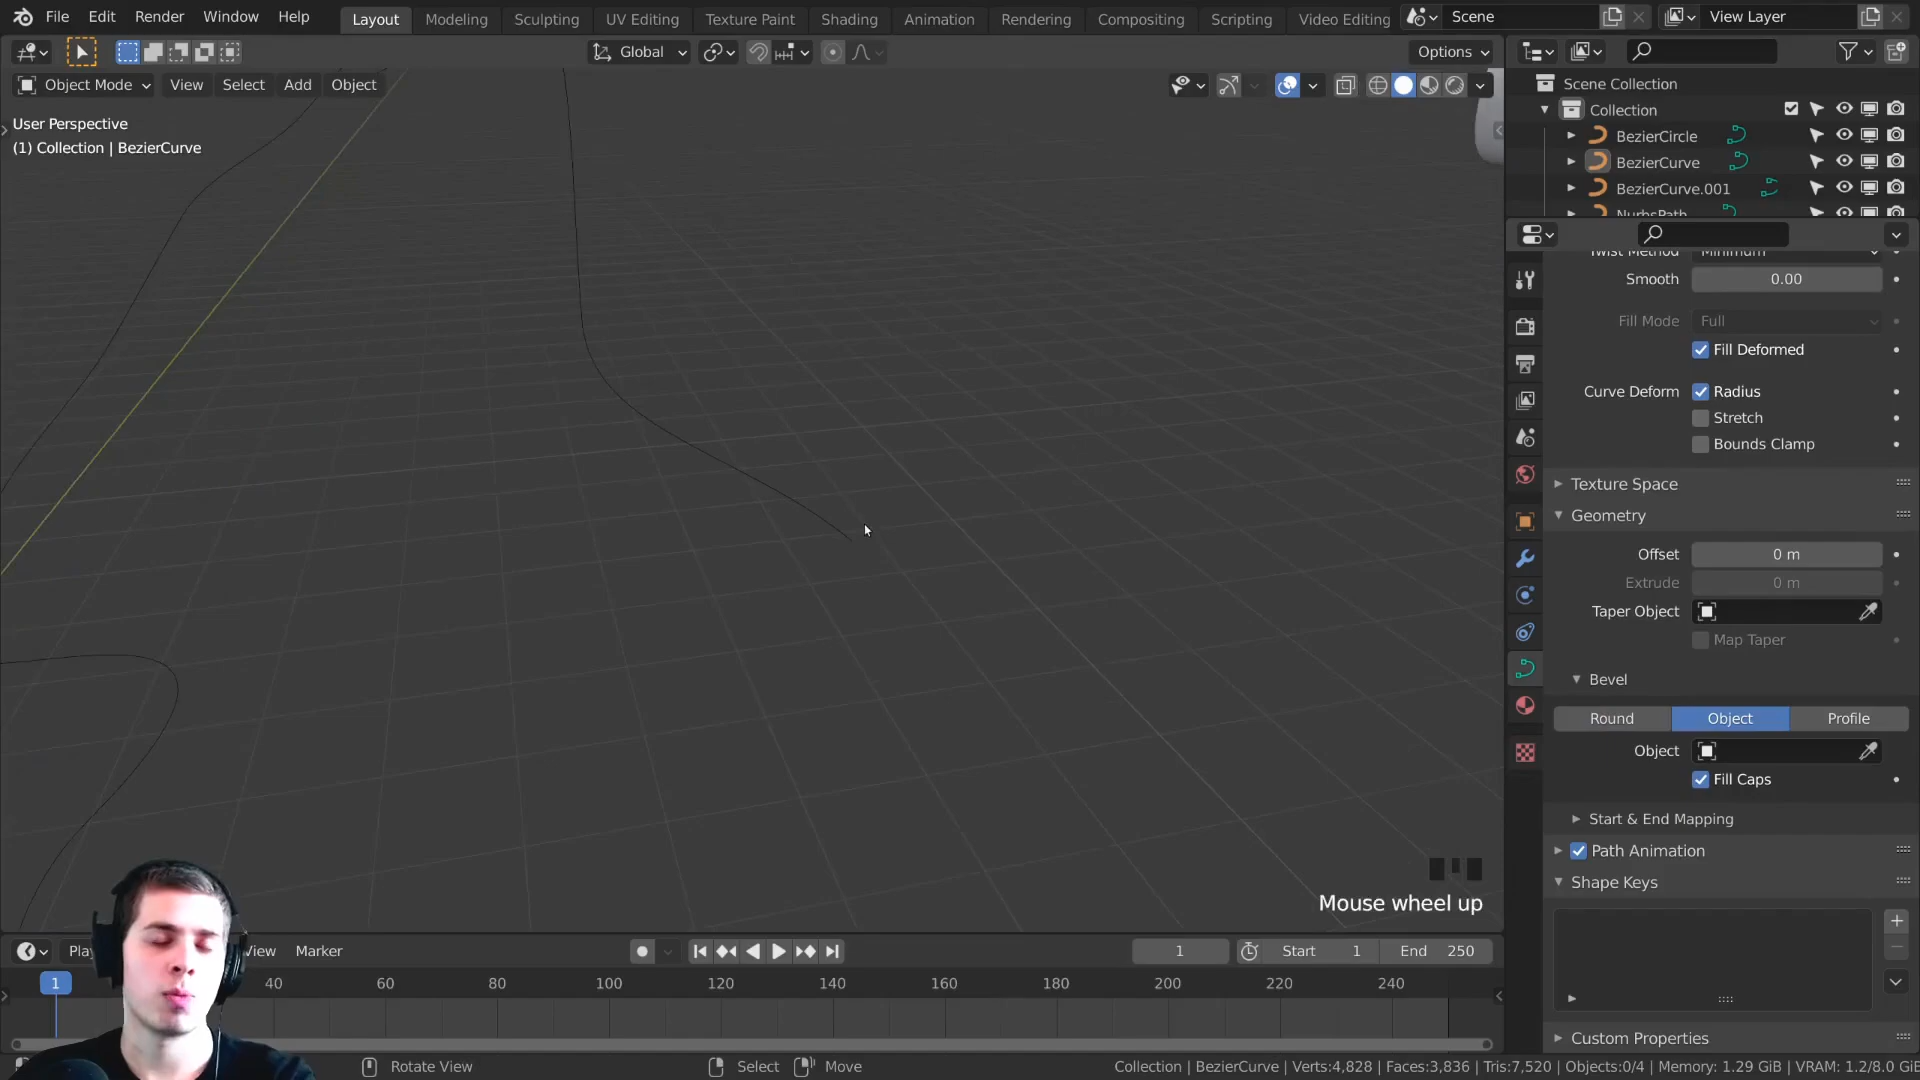 File Edit Render Window Help Layout Modeling Sculpting UV Editing Texture Paint Shading Animation Rendering Compositing Scripting Video Editing Scene View Layer
Global Options
Object Mode View Select Add Object
User Perspective
(1) Collection | BezierCurve
Scene Collection
Collection
BezierCircle
BezierCurve
BezierCurve.001
NurbsPath
Twist Method Minimum
Smooth 0.00
Fill Mode Full
Fill Deformed
Curve Deform Radius
Stretch
Bounds Clamp
Texture Space
Geometry
Offset 0 m
Extrude 0 m
Taper Object
Map Taper
Bevel
Round Object Profile
Object
Fill Caps
Start & End Mapping
Path Animation
Shape Keys
Custom Properties
Mouse wheel up
View Marker 1 Start 1 End 250
1 40 60 80 100 120 140 160 180 200 220 240
Rotate View Select Move Collection | BezierCurve | Verts:4,828 | Faces:3,836 | Tris:7,520 | Objects:0/4 | Memory: 1.29 GiB | VRAM: 1.2/8.0 GiB